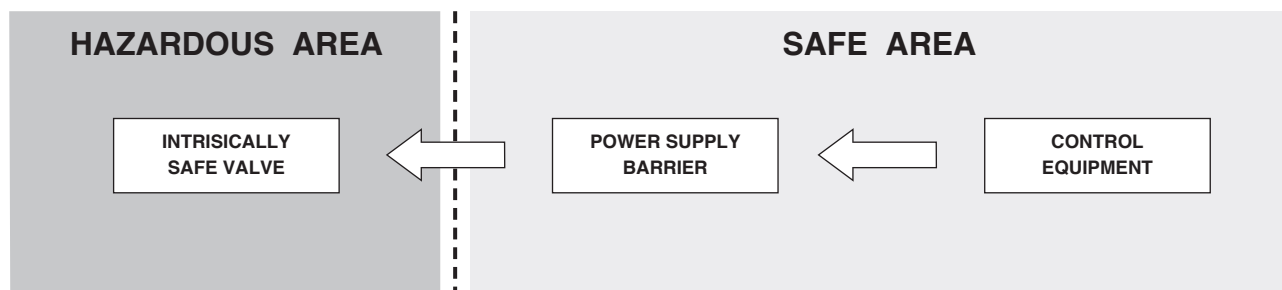 HAZARDOUS AREA
SAFE AREA
INTRISICALLY
SAFE VALVE
POWER SUPPLY
BARRIER
CONTROL
EQUIPMENT